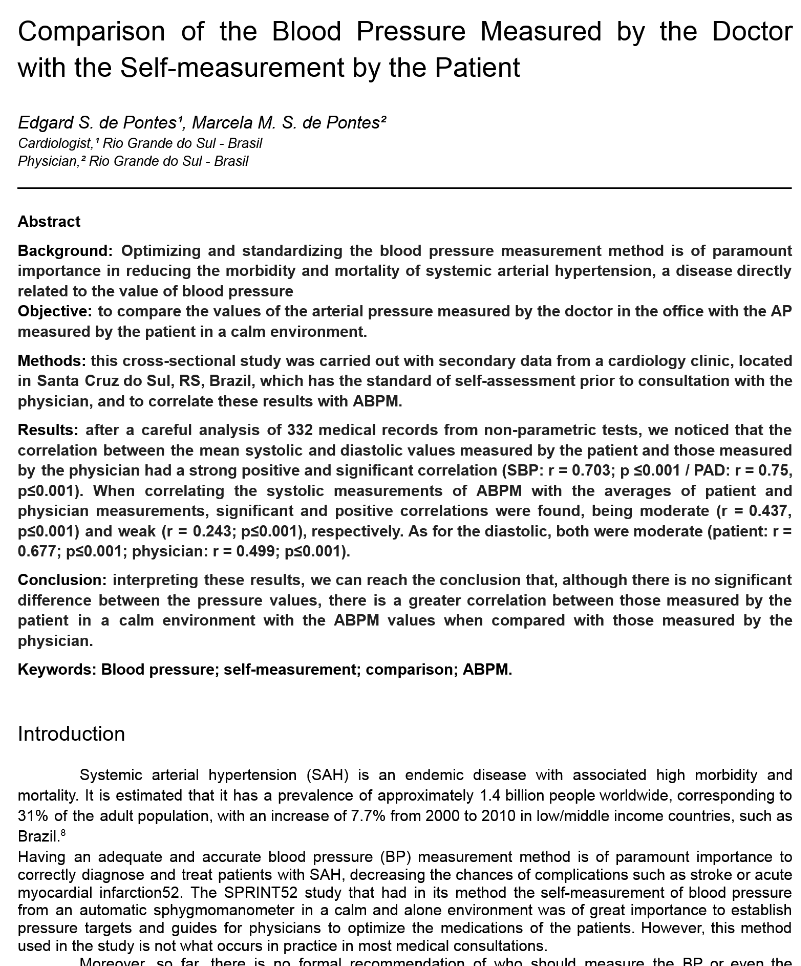 Comparison of the Blood Pressure Measured by the Doctor
with the Self-measurement by the Patient
Edgard S. de Pontes¹, Marcela M. S. de Pontes²
Cardiologist,¹ Rio Grande do Sul - Brasil
Physician,² Rio Grande do Sul - Brasil
Abstract
Background: Optimizing and standardizing the blood pressure measurement method is of paramount
importance in reducing the morbidity and mortality of systemic arterial hypertension, a disease directly
related to the value of blood pressure
Objective: to compare the values of the arterial pressure measured by the doctor in the office with the AP
measured by the patient in a calm environment.
Methods: this cross-sectional study was carried out with secondary data from a cardiology clinic, located
in Santa Cruz do Sul, RS, Brazil, which has the standard of self-assessment prior to consultation with the
physician, and to correlate these results with ABPM.
Results: after a careful analysis of 332 medical records from non-parametric tests, we noticed that the
correlation between the mean systolic and diastolic values measured by the patient and those measured
by the physician had a strong positive and significant correlation (SBP: r = 0.703; p ≤0.001 / PAD: r = 0.75,
p≤0.001). When correlating the systolic measurements of ABPM with the averages of patient and
physician measurements, significant and positive correlations were found, being moderate (r = 0.437,
p≤0.001) and weak (r = 0.243; p≤0.001), respectively. As for the diastolic, both were moderate (patient: r =
0.677; p≤0.001; physician: r = 0.499; p≤0.001).
Conclusion: interpreting these results, we can reach the conclusion that, although there is no significant
difference between the pressure values, there is a greater correlation between those measured by the
patient in a calm environment with the ABPM values when compared with those measured by the
physician.
Keywords: Blood pressure; self-measurement; comparison; ABPM.
Introduction
Systemic arterial hypertension (SAH) is an endemic disease with associated high morbidity and
mortality. It is estimated that it has a prevalence of approximately 1.4 billion people worldwide, corresponding to
31% of the adult population, with an increase of 7.7% from 2000 to 2010 in low/middle income countries, such as
Brazil.⁸
Having an adequate and accurate blood pressure (BP) measurement method is of paramount importance to
correctly diagnose and treat patients with SAH, decreasing the chances of complications such as stroke or acute
myocardial infarction52. The SPRINT52 study that had in its method the self-measurement of blood pressure
from an automatic sphygmomanometer in a calm and alone environment was of great importance to establish
pressure targets and guides for physicians to optimize the medications of the patients. However, this method
used in the study is not what occurs in practice in most medical consultations.
Moreover, so far, there is no formal recommendation of who should measure the BP or even the